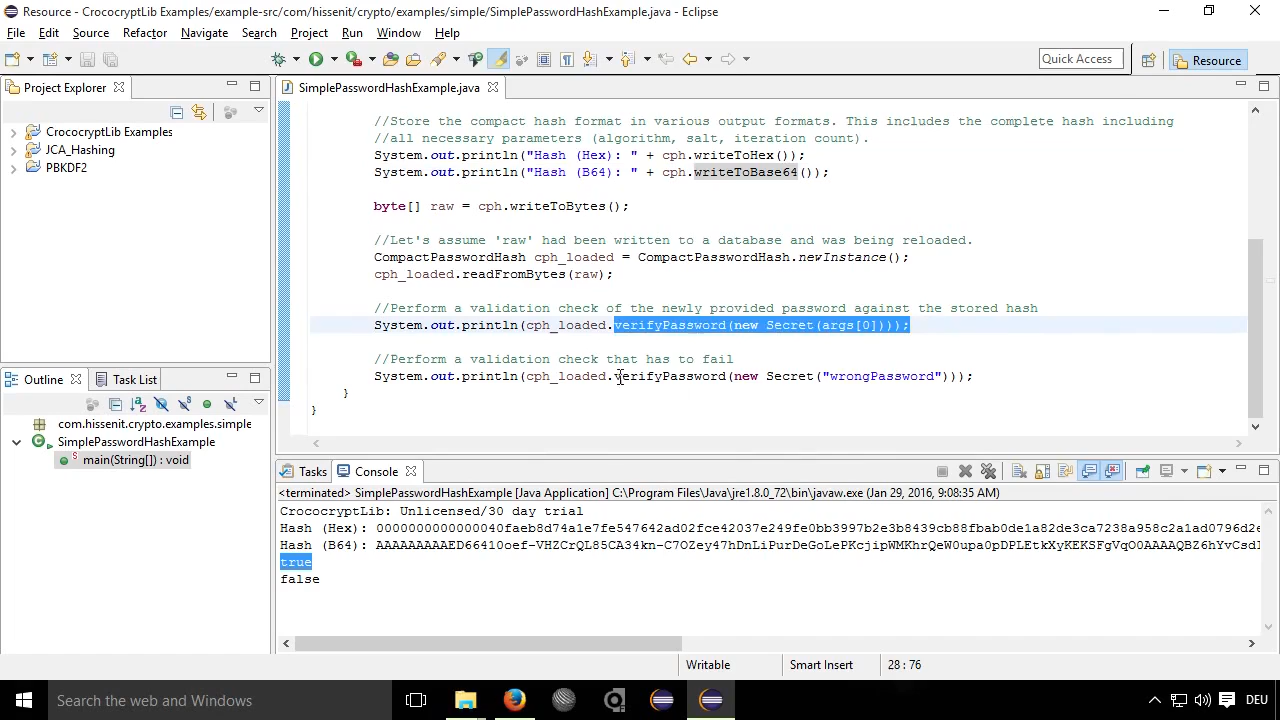 Resource - CrococryptLib Examples/example-src/com/hissenit/crypto/examples/simple/SimplePasswordHashExample.java - Eclipse
File Edit Source Refactor Navigate Search Project Run Window Help
Quick Access
Resource
Project Explorer
SimplePasswordHashExample.java
CrococryptLib Examples
JCA_Hashing
PBKDF2
//Store the compact hash format in various output formats. This includes the complete hash including
//all necessary parameters (algorithm, salt, iteration count).
System.out.println("Hash (Hex): " + cph.writeToHex());
System.out.println("Hash (B64): " + cph.writeToBase64());
byte[] raw = cph.writeToBytes();
//Let's assume 'raw' had been written to a database and was being reloaded.
CompactPasswordHash cph_loaded = CompactPasswordHash.newInstance();
cph_loaded.readFromBytes(raw);
//Perform a validation check of the newly provided password against the stored hash
System.out.println(cph_loaded.verifyPassword(new Secret(args[0])));
//Perform a validation check that has to fail
System.out.println(cph_loaded.verifyPassword(new Secret("wrongPassword")));
}
}
Outline Task List
com.hissenit.crypto.examples.simple
SimplePasswordHashExample
main(String[]) : void
Tasks Console
<terminated> SimplePasswordHashExample [Java Application] C:\Program Files\Java\jre1.8.0_72\bin\javaw.exe (Jan 29, 2016, 9:08:35 AM)
CrococryptLib: Unlicensed/30 day trial
Hash (Hex):
Hash (B64):
true
false
Writable Smart Insert 28 : 76
Search the web and Windows
DEU